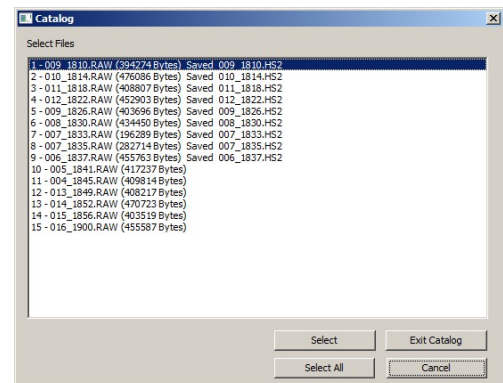 Catalog
Select Files
1 - 009_1810.RAW (394274 Bytes) Saved 009_1810.HS2
2 - 010_1814.RAW (476086 Bytes) Saved 010_1814.HS2
3 - 011_1818.RAW (408807 Bytes) Saved 011_1818.HS2
4 - 012_1822.RAW (452903 Bytes) Saved 012_1822.HS2
5 - 009_1826.RAW (403696 Bytes) Saved 009_1826.HS2
6 - 008_1830.RAW (434450 Bytes) Saved 008_1830.HS2
7 - 007_1833.RAW (196289 Bytes) Saved 007_1833.HS2
8 - 007_1835.RAW (282714 Bytes) Saved 007_1835.HS2
9 - 006_1837.RAW (455763 Bytes) Saved 006_1837.HS2
10 - 005_1841.RAW (417237 Bytes)
11 - 004_1845.RAW (409814 Bytes)
12 - 013_1849.RAW (408217 Bytes)
13 - 014_1852.RAW (470723 Bytes)
14 - 015_1856.RAW (403519 Bytes)
15 - 016_1900.RAW (455587 Bytes)
Select Exit Catalog
Select All Cancel